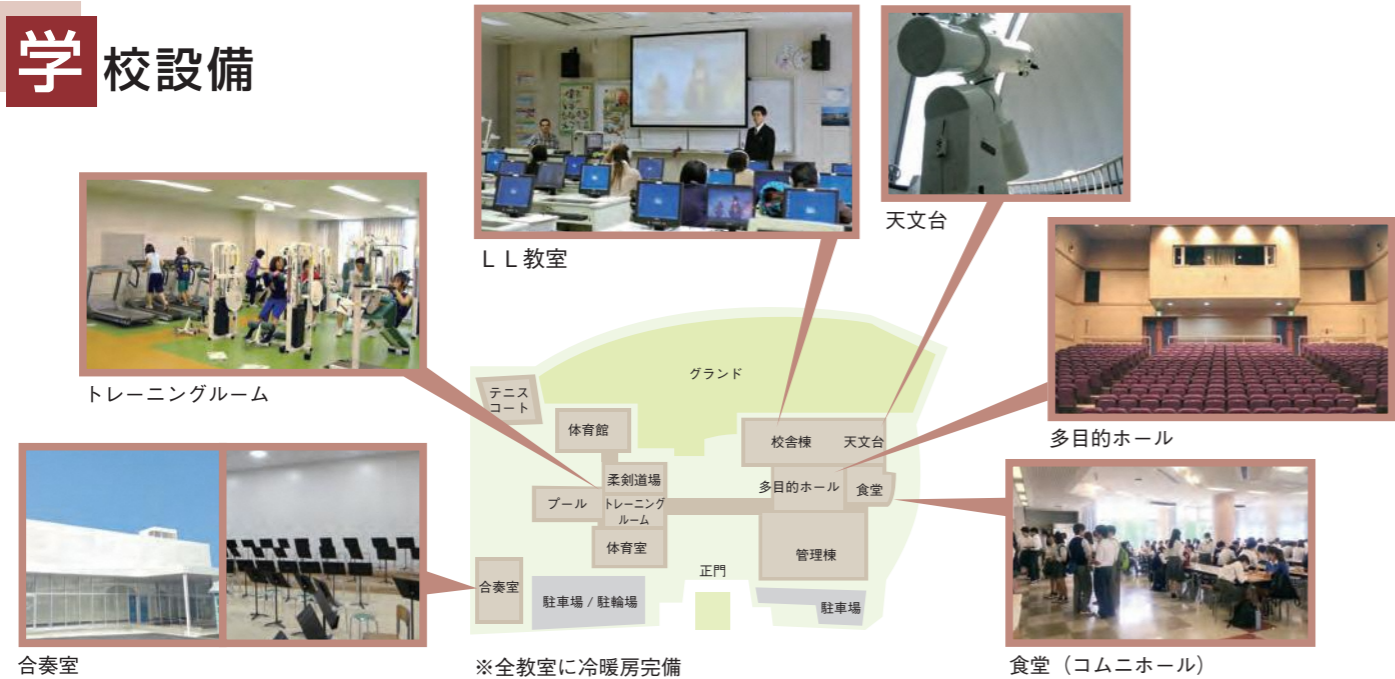 学校設備
LL教室
天文台
トレーニングルーム
多目的ホール
グランド
テニス
コート
体育館
校舎棟
天文台
柔剣道場
多目的ホール
食堂
プール
トレーニング
ルーム
体育室
管理棟
正門
合奏室
駐車場 / 駐輪場
駐車場
合奏室
※全教室に冷暖房完備
食堂（コムニホール）